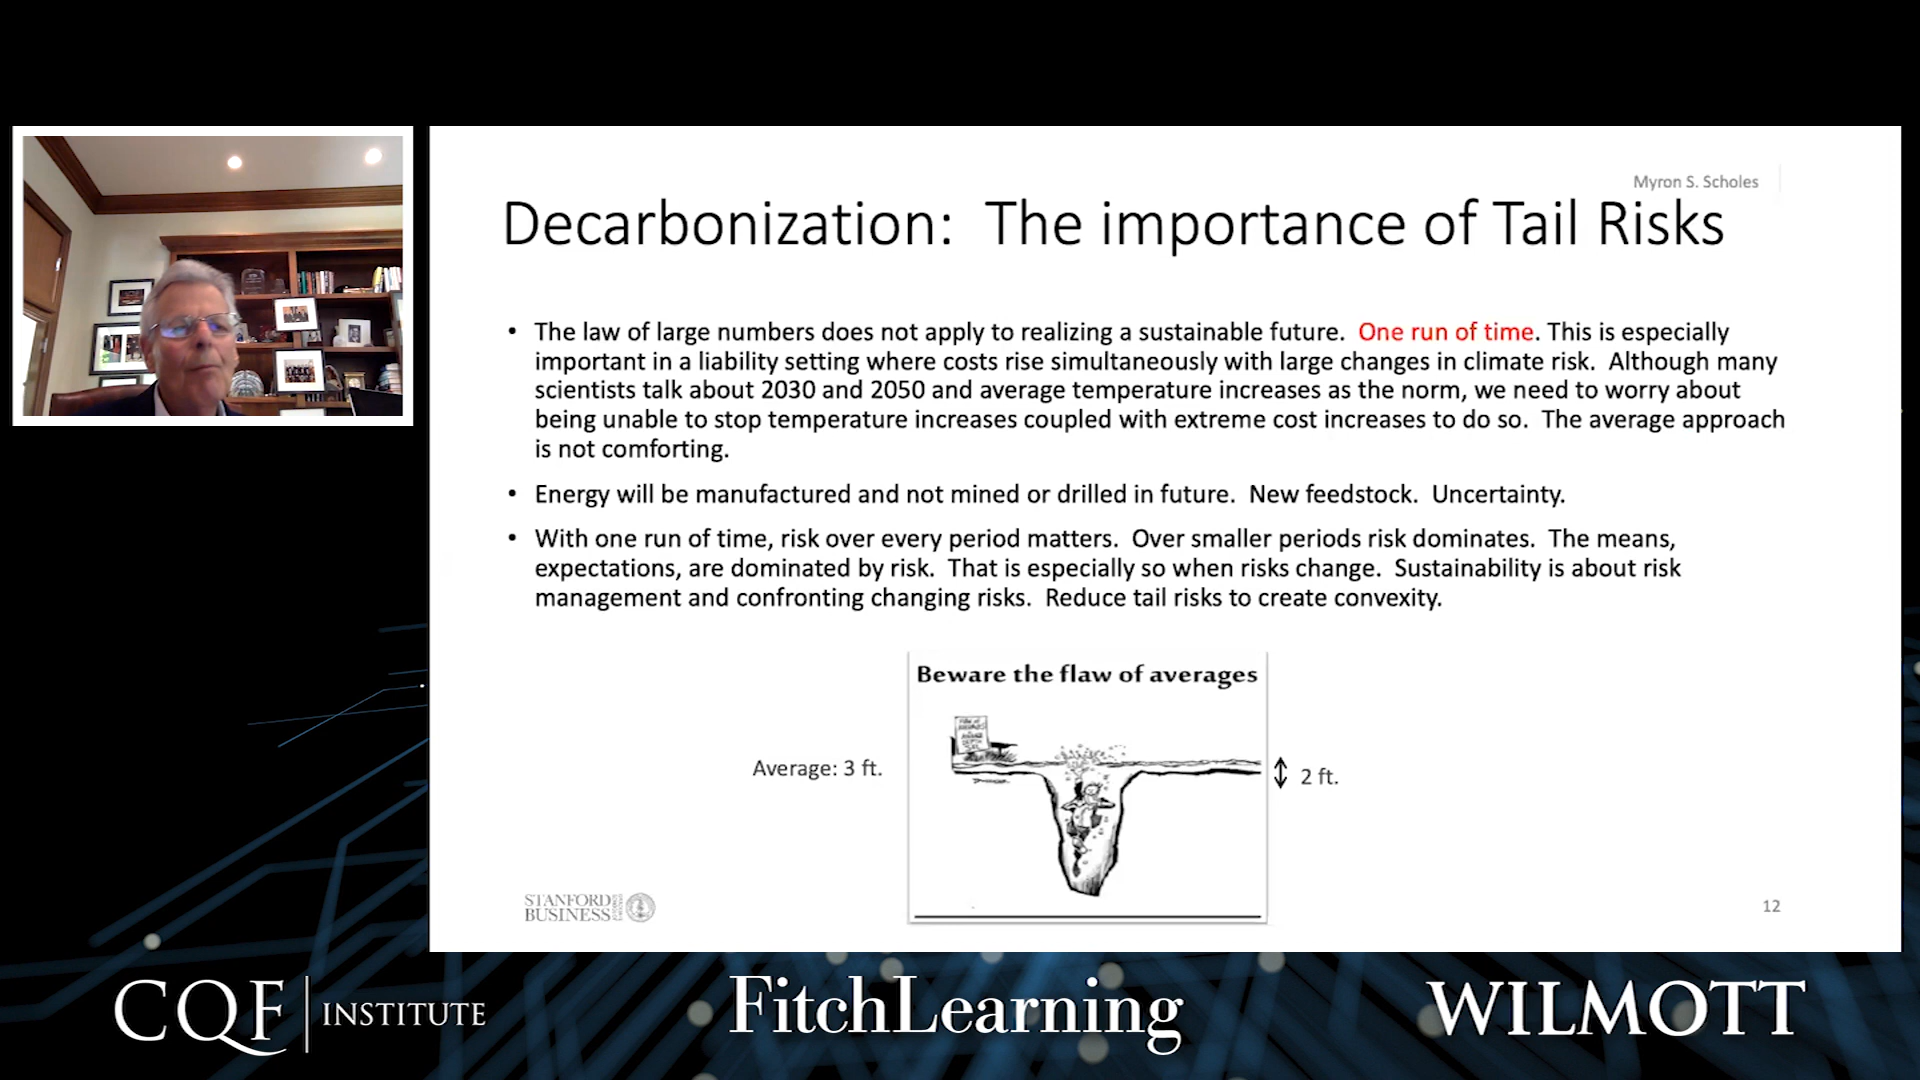 Myron S. Scholes
Decarbonization: The importance of Tail Risks
• The law of large numbers does not apply to realizing a sustainable future. One run of time. This is especially
important in a liability setting where costs rise simultaneously with large changes in climate risk. Although many
scientists talk about 2030 and 2050 and average temperature increases as the norm, we need to worry about
being unable to stop temperature increases coupled with extreme cost increases to do so. The average approach
is not comforting.
• Energy will be manufactured and not mined or drilled in future. New feedstock. Uncertainty.
• With one run of time, risk over every period matters. Over smaller periods risk dominates. The means,
expectations, are dominated by risk. That is especially so when risks change. Sustainability is about risk
management and confronting changing risks. Reduce tail risks to create convexity.
Beware the flaw of averages
Average: 3 ft.
2 ft.
STANFORD
BUSINESS
12
CQF INSTITUTE
FitchLearning
WILMOTT